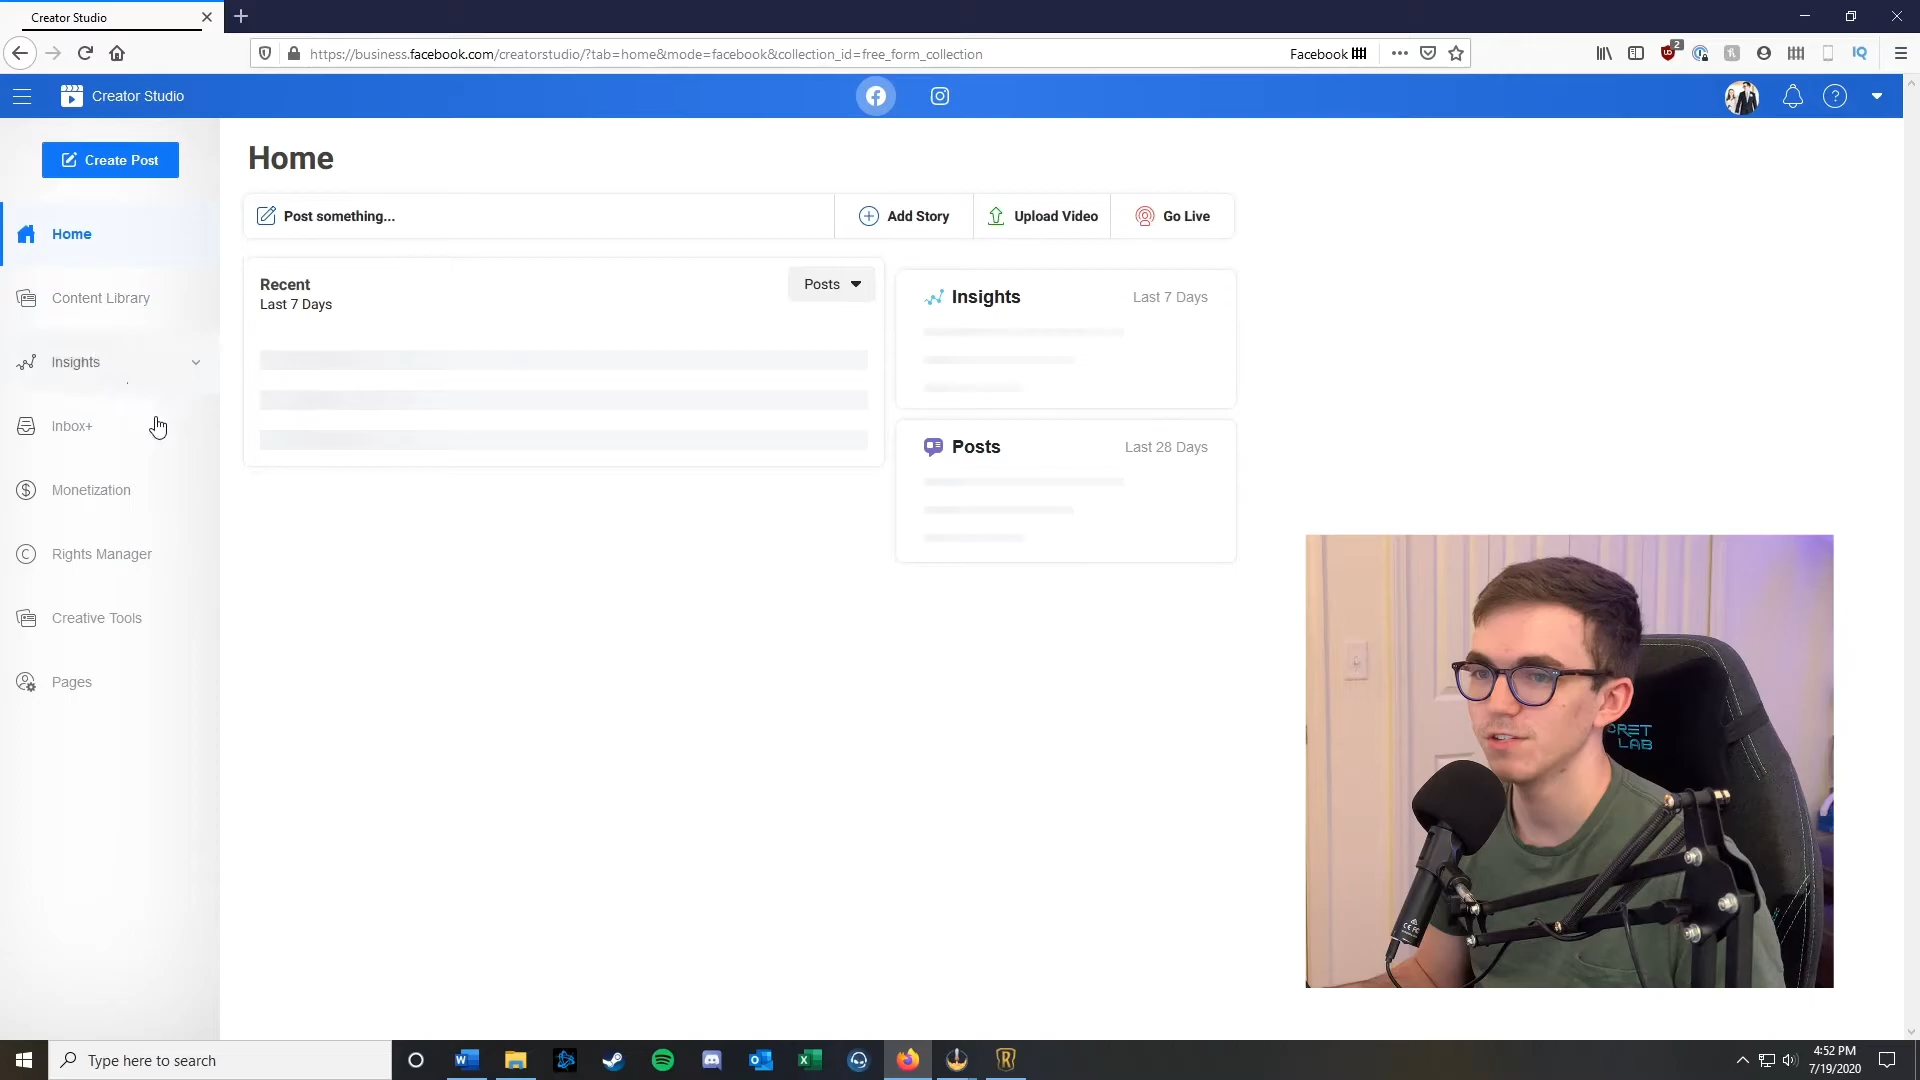 Creator Studio
https://business.facebook.com/creatorstudio/?tab=home&mode=facebook&collection_id=free_form_collection
Facebook
2
IQ
Creator Studio
Create Post
Home
Content Library
Insights
Inbox+
Monetization
Rights Manager
Creative Tools
Pages
Home
Post something...
Add Story
Upload Video
Go Live
Recent
Last 7 Days
Posts
Insights
Last 7 Days
Posts
Last 28 Days
LAB
Type here to search
4:52 PM
7/19/2020